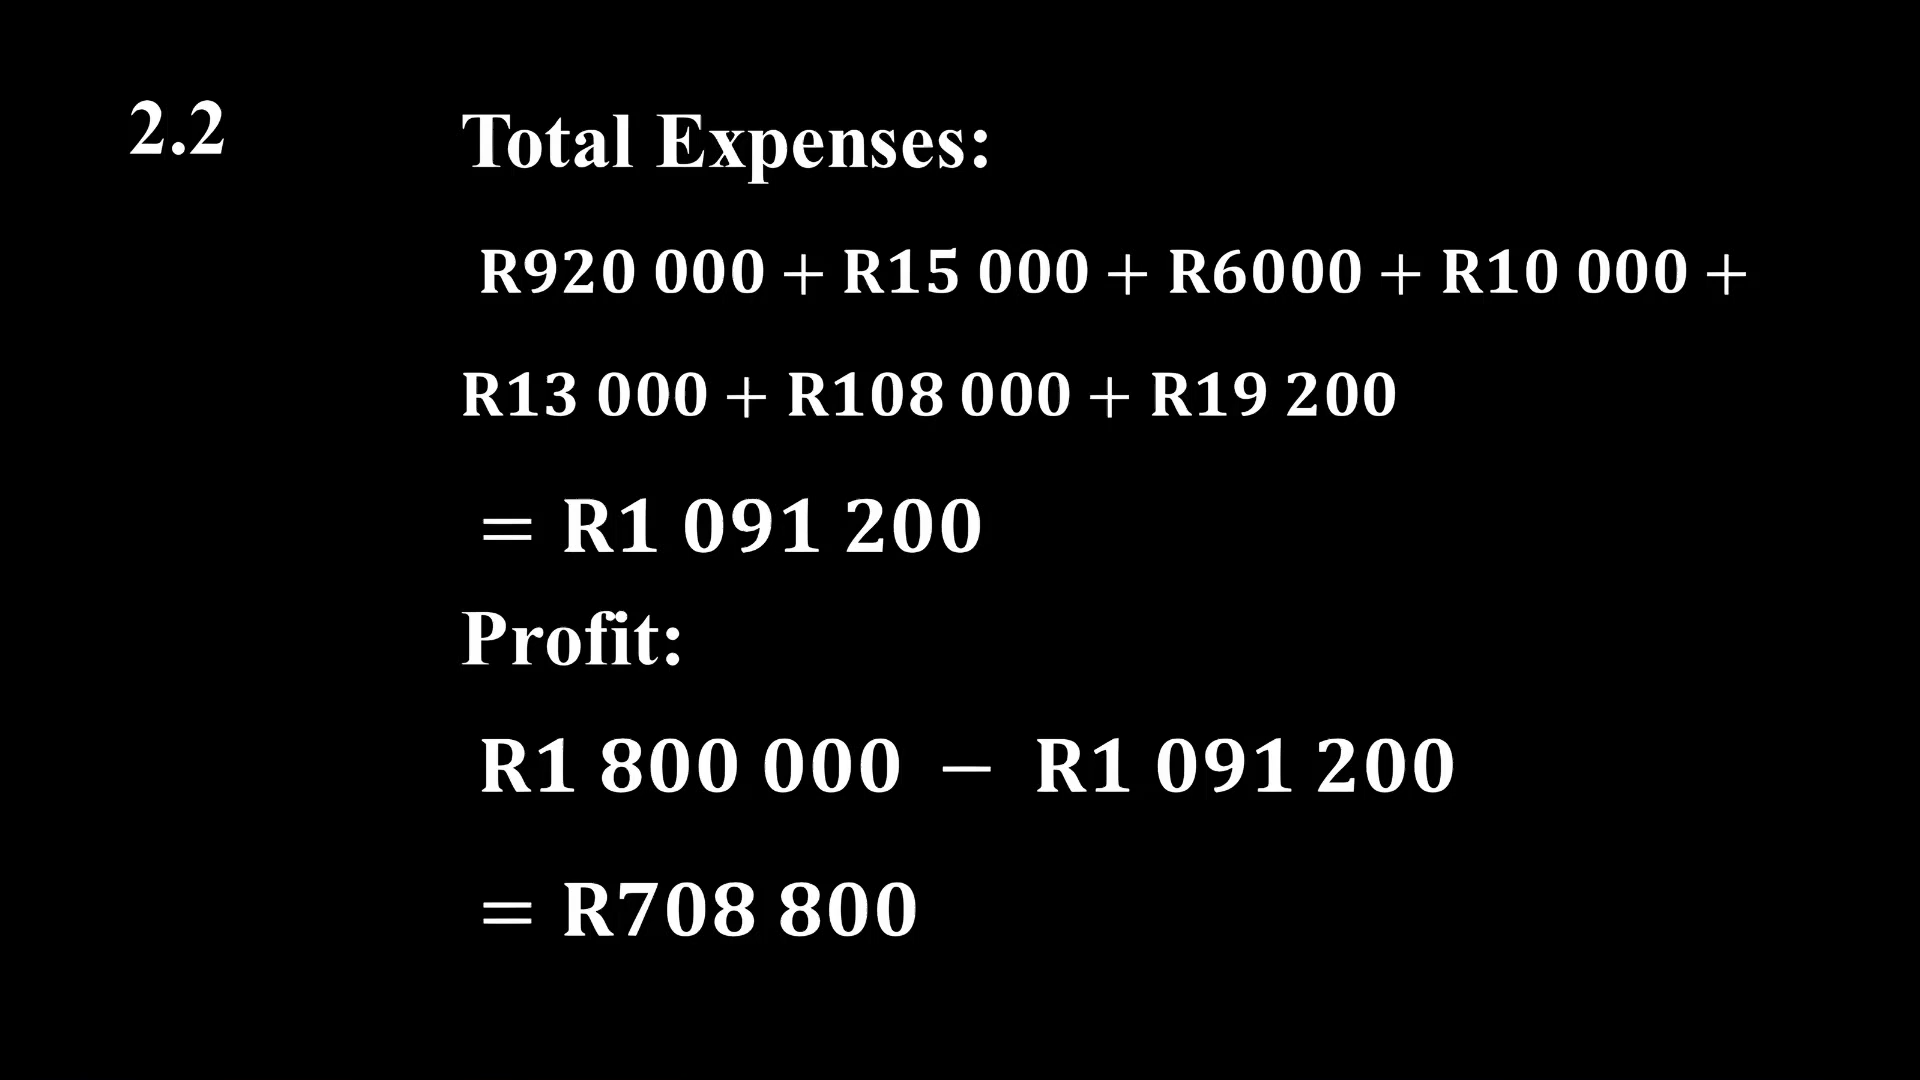 2.2
Total Expenses:
R920 000 + R15 000 + R6000 + R10 000 +
R13 000 + R108 000 + R19 200
= R1 091 200
Profit:
R1 800 000 − R1 091 200
= R708 800